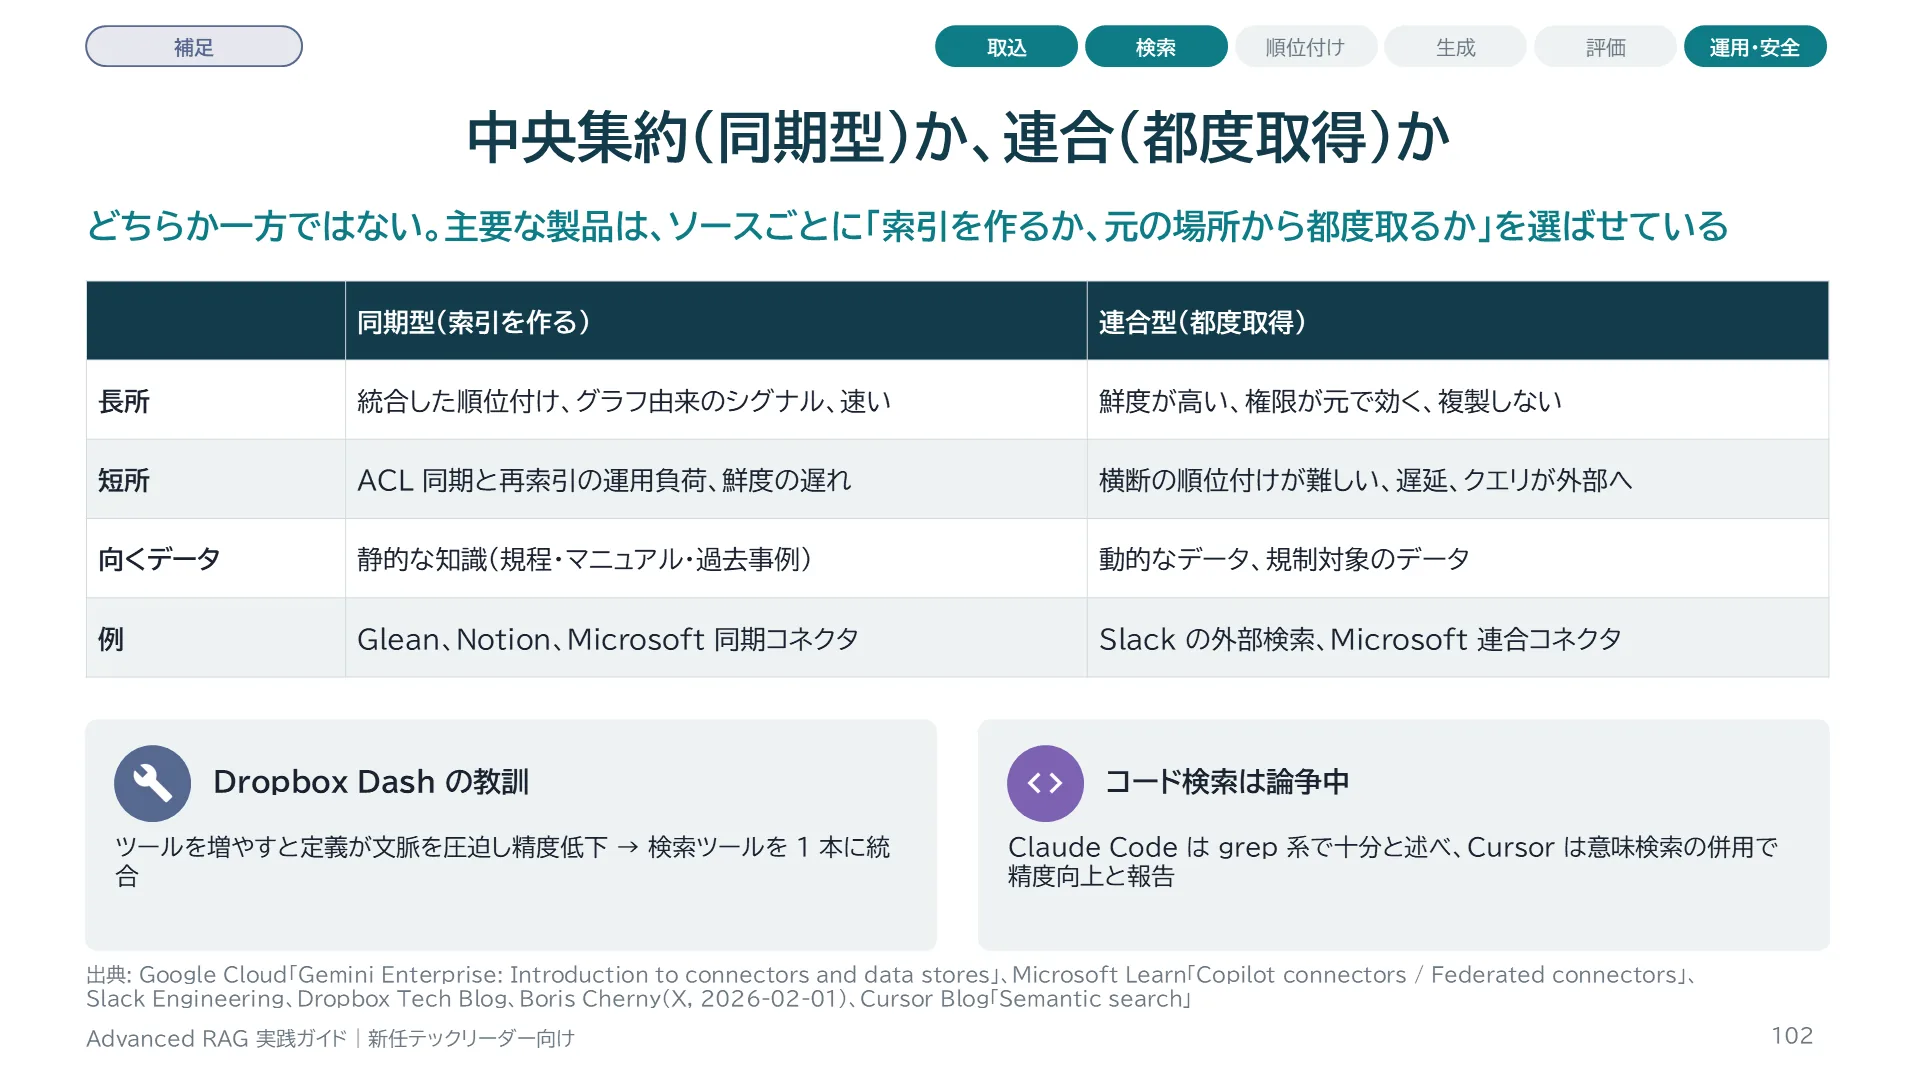 補足
取込
検索
順位付け
生成
評価
運用・安全
中央集約(同期型)か、連合(都度取得)か
どちらか一方ではない。主要な製品は、ソースごとに「索引を作るか、元の場所から都度取るか」を選ばせている
同期型(索引を作る)
連合型(都度取得)
長所
統合した順位付け、グラフ由来のシグナル、速い
鮮度が高い、権限が元で効く、複製しない
短所
ACL 同期と再索引の運用負荷、鮮度の遅れ
横断の順位付けが難しい、遅延、クエリが外部へ
向くデータ
静的な知識(規程・マニュアル・過去事例)
動的なデータ、規制対象のデータ
例
Glean、Notion、Microsoft 同期コネクタ
Slack の外部検索、Microsoft 連合コネクタ
Dropbox Dash の教訓
ツールを増やすと定義が文脈を圧迫し精度低下 → 検索ツールを 1 本に統
合
コード検索は論争中
Claude Code は grep 系で十分と述べ、Cursor は意味検索の併用で
精度向上と報告
出典: Google Cloud「Gemini Enterprise: Introduction to connectors and data stores」、Microsoft Learn「Copilot connectors / Federated connectors」、
Slack Engineering、Dropbox Tech Blog、Boris Cherny(X, 2026-02-01)、Cursor Blog「Semantic search」
Advanced RAG 実践ガイド｜新任テックリーダー向け
102